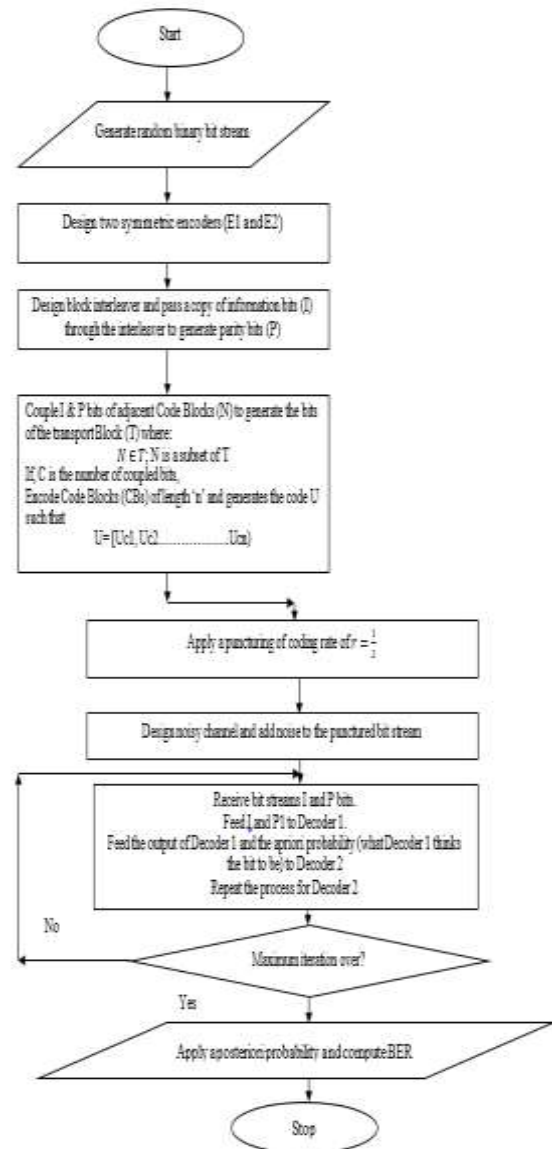 Start
Generate random binary bit stream
Design two symmetric encoders (E1 and E2)
Design block interleaver and pass a copy of information bits (I)
through the interleaver to generate parity bits (P)
Couple I & P bits of adjacent Code Blocks (N) to generate the bits
of the transport Block (T) where:
N ∈ T; N is a subset of T
If, C is the number of coupled bits,
Encode Code Blocks (CBs) of length ‘n’ and generates the code U
such that
U= [Uc1, Uc2..........................Ucn)
Apply a puncturing of coding rate of r =
Design noisy channel and add noise to the punctured bit stream
Receive bit streams I and P bits.
Feed I and P1 to Decoder 1.
Feed the output of Decoder 1 and the apriori probability (what Decoder 1 thinks
the bit to be) to Decoder 2
Repeat the process for Decoder 2
No
Maximum iteration over?
Yes
Apply a posteriori probability and compute BER
Stop